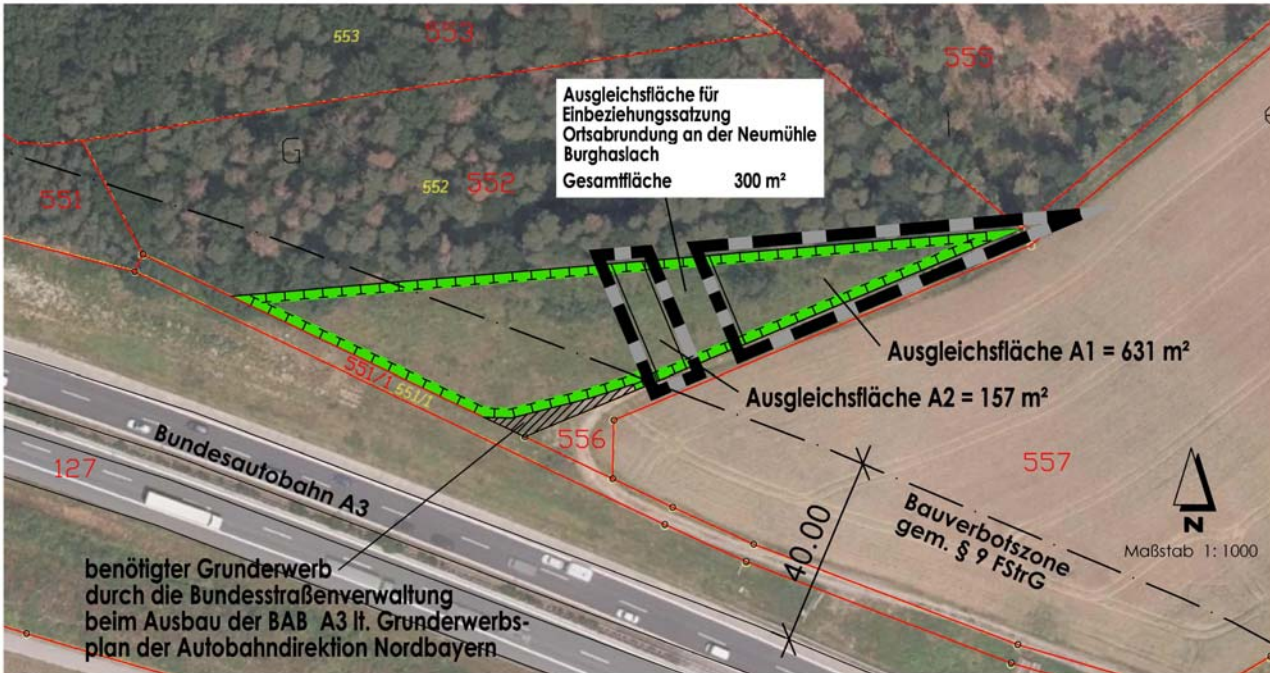 553
553
555
Ausgleichsfläche für
Einbeziehungssatzung
Ortsabrundung an der Neumühle
Burghaslach
Gesamtfläche 300 m²
G
551
552
552
Ausgleichsfläche A1 = 631 m²
551/1
551/1
Ausgleichsfläche A2 = 157 m²
556
557
127
Bundesautobahn A3
40.00
Bauverbotszone
gem. § 9 FStrG
N
Maßstab 1: 1000
benötigter Grunderwerb
durch die Bundesstraßenverwaltung
beim Ausbau der BAB A3 lt. Grunderwerbs-
plan der Autobahndirektion Nordbayern